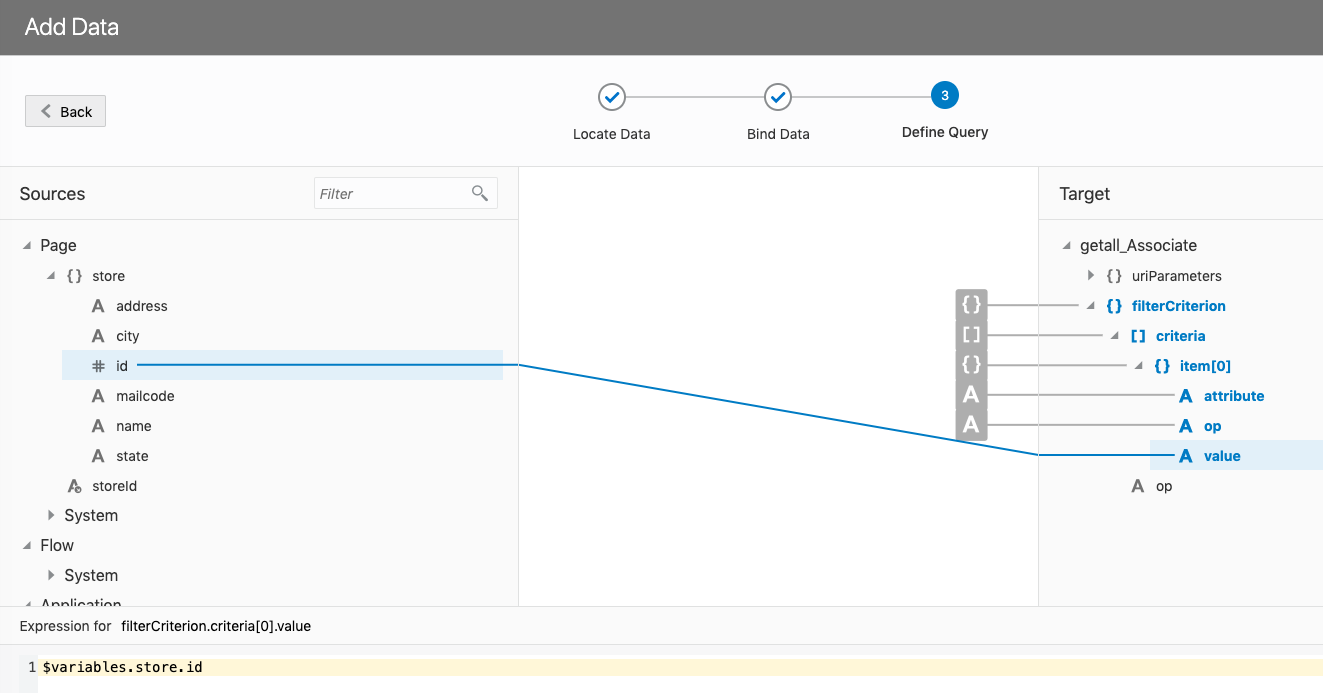 Add Data
Back
Locate Data
Bind Data
3
Define Query
Sources
Filter
Page
{} store
A address
A city
# id
A mailcode
A name
A state
A storeId
System
Flow
System
Application
{}
[]
{}
A
A
Target
getall_Associate
{} uriParameters
{} filterCriterion
[] criteria
{} item[0]
A attribute
A op
A value
A op
Expression for filterCriterion.criteria[0].value
1 $variables.store.id